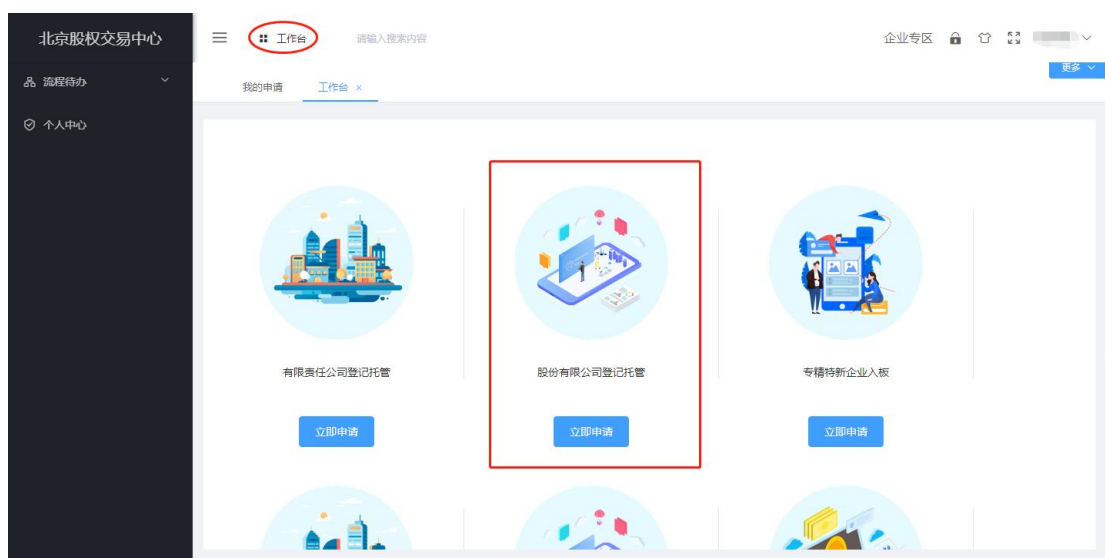 北京股权交易中心
工作台
请输入搜索内容
企业专区
流程待办
个人中心
我的申请
工作台 ×
更多
有限责任公司登记托管
股份有限公司登记托管
专精特新企业入板
立即申请
立即申请
立即申请